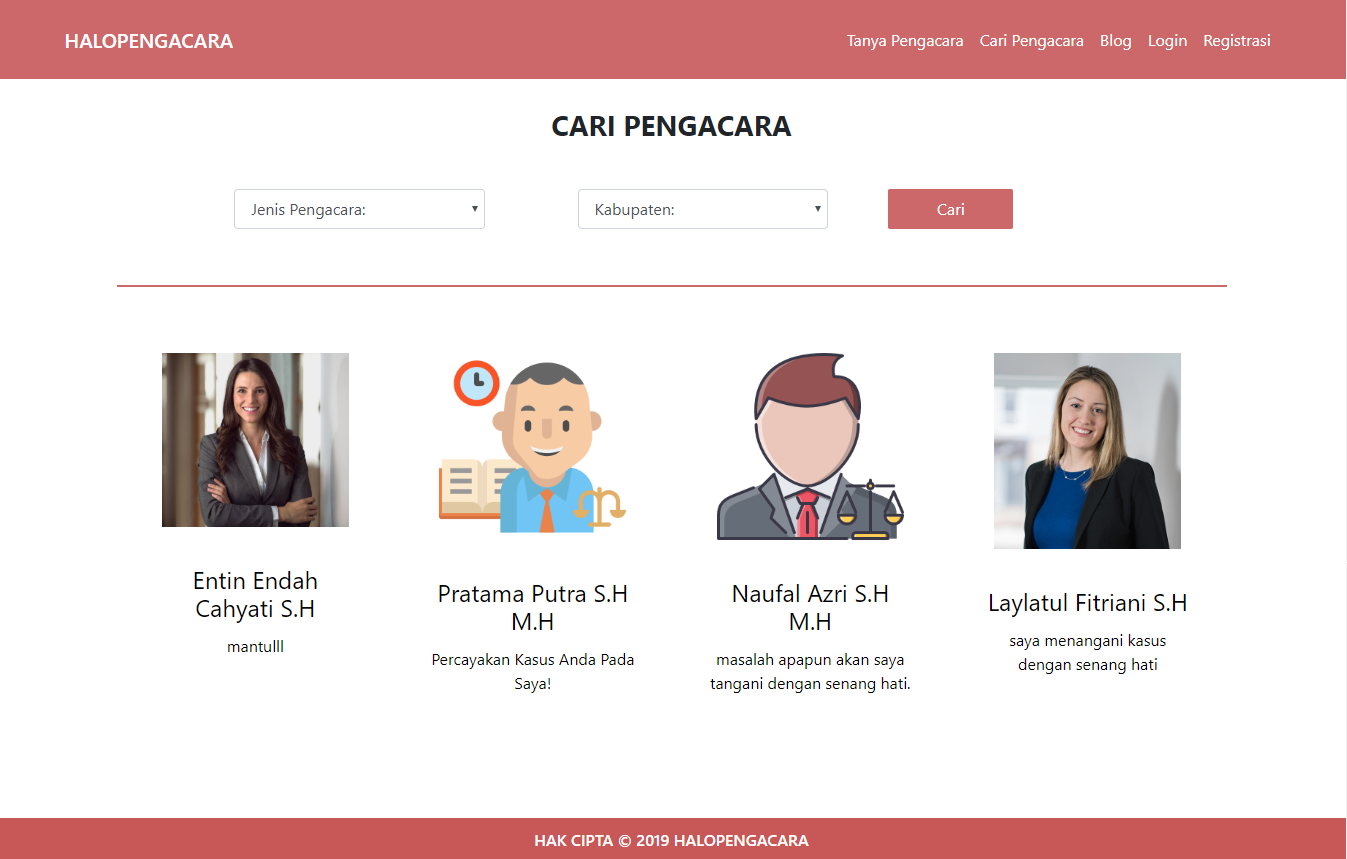 HALOPENGACARA
Tanya Pengacara Cari Pengacara Blog Login Registrasi
CARI PENGACARA
Jenis Pengacara: Kabupaten: Cari
Entin Endah
Cahyati S.H
mantulll
Pratama Putra S.H
M.H
Percayakan Kasus Anda Pada
Saya!
Naufal Azri S.H
M.H
masalah apapun akan saya
tangani dengan senang hati.
Laylatul Fitriani S.H
saya menangani kasus
dengan senang hati
HAK CIPTA © 2019 HALOPENGACARA